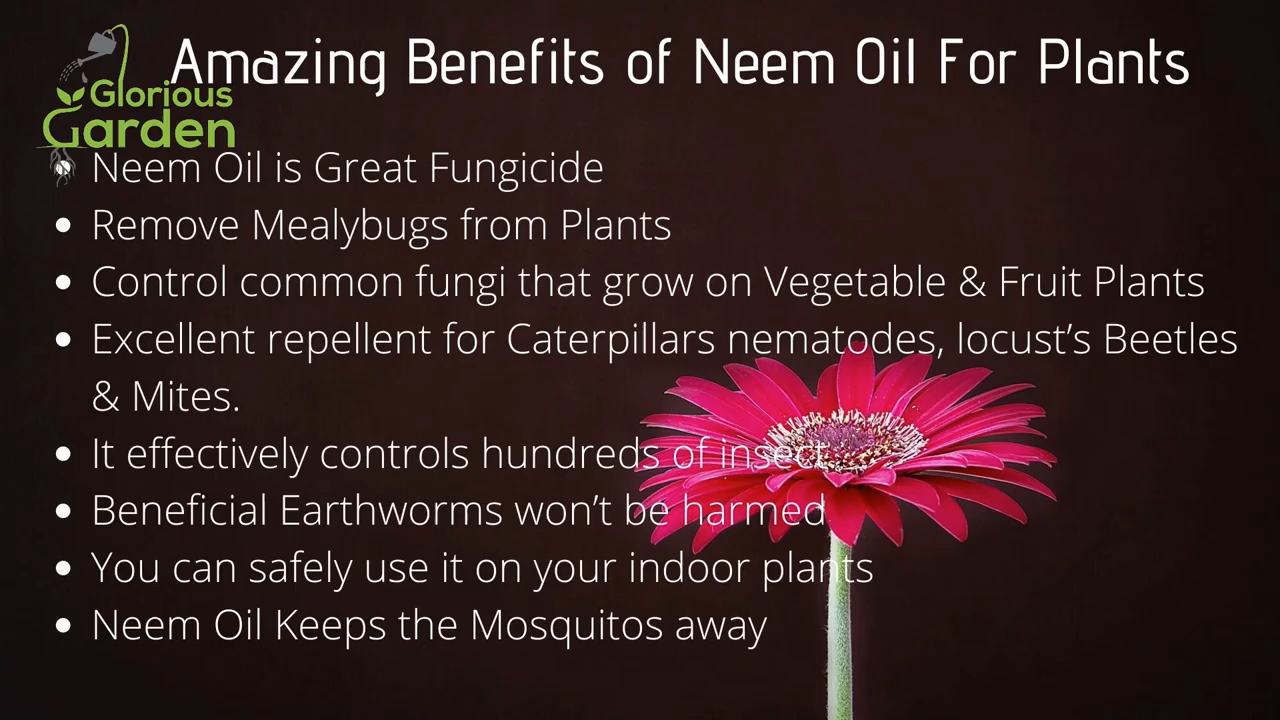 Amazing Benefits of Neem Oil For Plants
Glorious
Garden
Neem Oil is Great Fungicide
Remove Mealybugs from Plants
Control common fungi that grow on Vegetable & Fruit Plants
Excellent repellent for Caterpillars nematodes, locust’s Beetles
& Mites.
It effectively controls hundreds of insect
Beneficial Earthworms won’t be harmed
You can safely use it on your indoor plants
Neem Oil Keeps the Mosquitos away